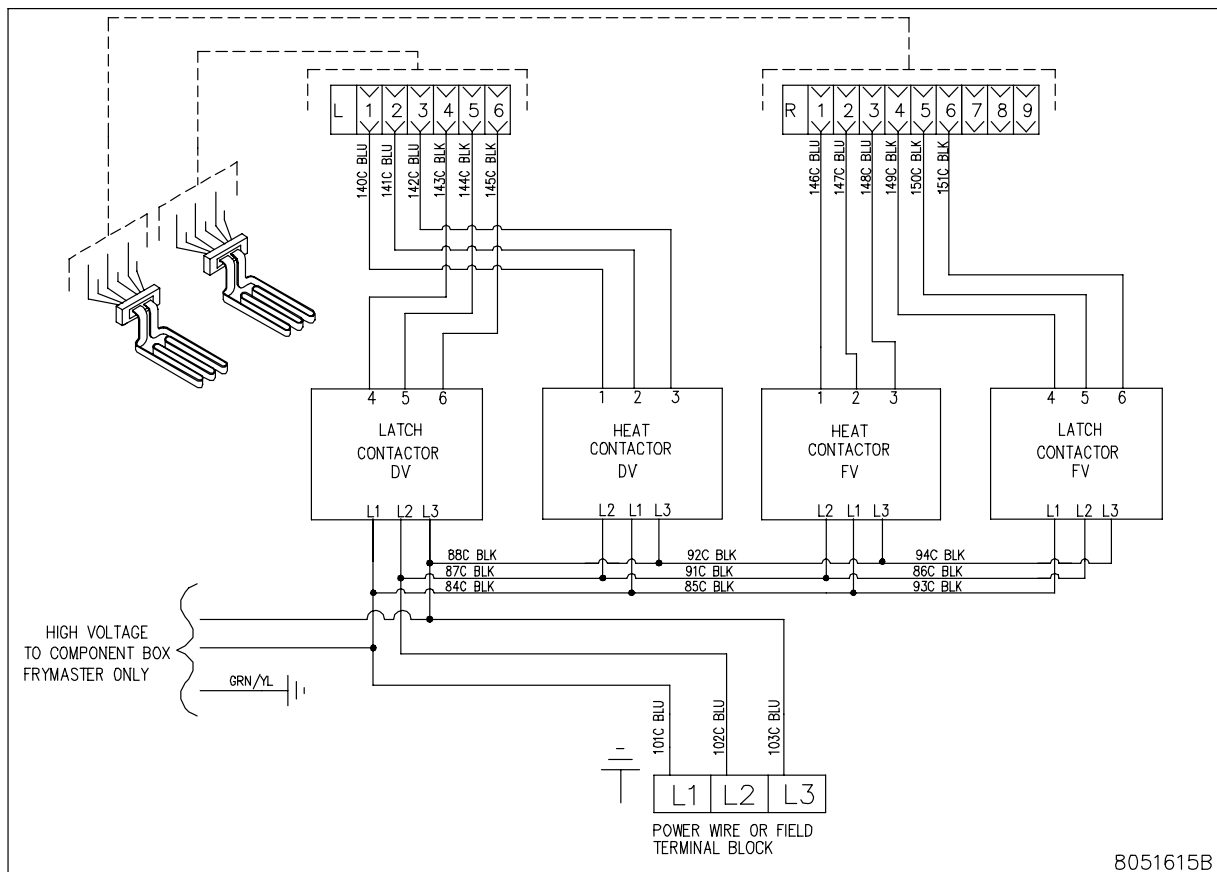 L 1 2 3 4 5 6
R 1 2 3 4 5 6 7 8 9
140C BLU
141C BLU
142C BLU
143C BLK
144C BLK
145C BLK
146C BLU
147C BLU
148C BLU
149C BLK
150C BLK
151C BLK
4 5 6
LATCH
CONTACTOR
DV
L1 L2 L3
1 2 3
HEAT
CONTACTOR
DV
L2 L1 L3
1 2 3
HEAT
CONTACTOR
FV
L2 L1 L3
4 5 6
LATCH
CONTACTOR
FV
L1 L2 L3
88C BLK 92C BLK 94C BLK
87C BLK 91C BLK 86C BLK
84C BLK 85C BLK 93C BLK
HIGH VOLTAGE
TO COMPONENT BOX
FRYMASTER ONLY
GRN/YL
101C BLU
102C BLU
103C BLU
L1 L2 L3
POWER WIRE OR FIELD
TERMINAL BLOCK
8051615B